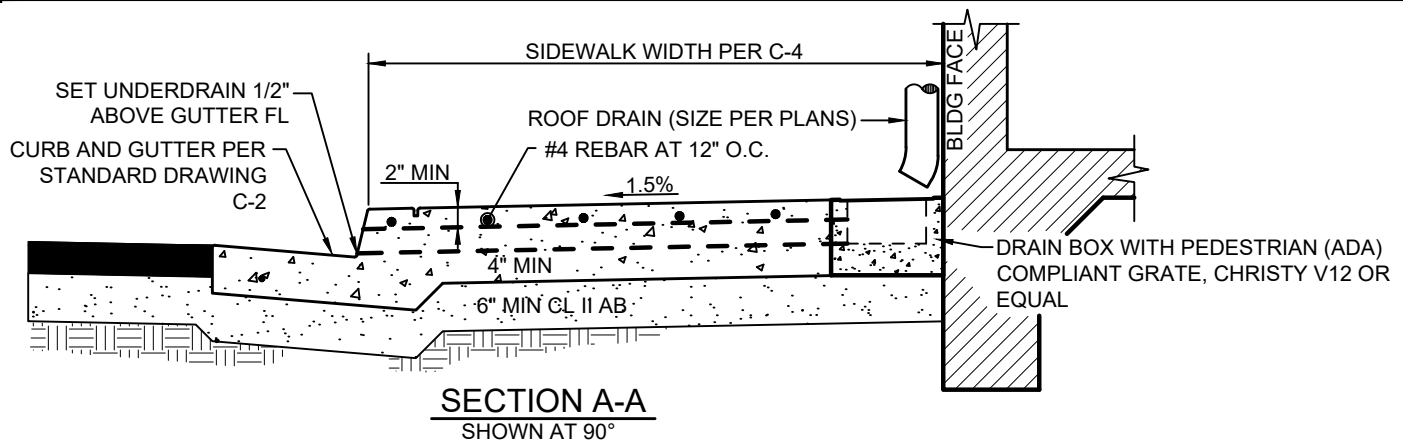 SIDEWALK WIDTH PER C-4
BLDG FACE
SET UNDERDRAIN 1/2"
ABOVE GUTTER FL
ROOF DRAIN (SIZE PER PLANS)
CURB AND GUTTER PER
STANDARD DRAWING
C-2
#4 REBAR AT 12" O.C.
2" MIN
1.5%
4" MIN
6" MIN CL II AB
DRAIN BOX WITH PEDESTRIAN (ADA)
COMPLIANT GRATE, CHRISTY V12 OR
EQUAL
SECTION A-A
SHOWN AT 90°